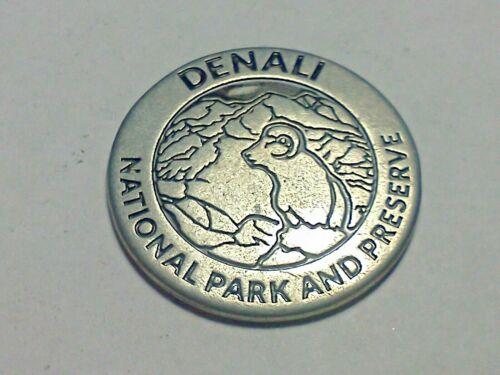 DENALI
NATIONAL PARK AND PRESERVE